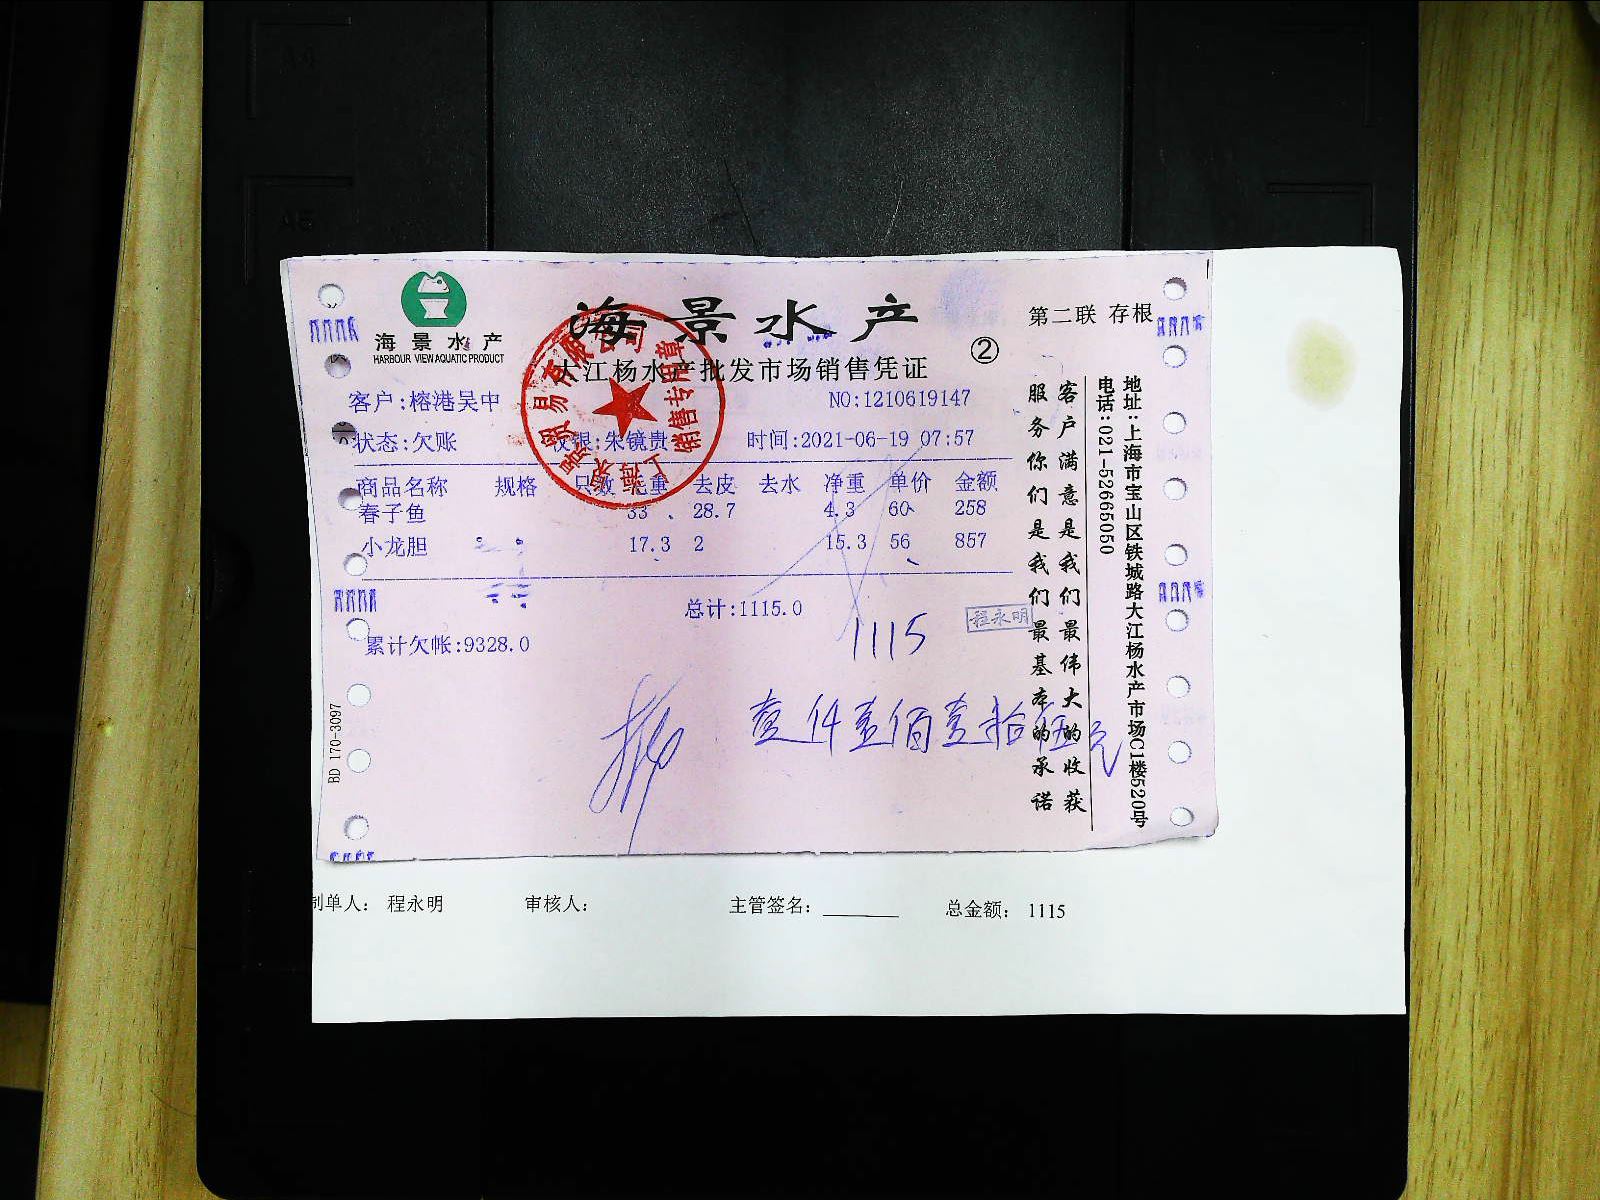 海景水产
HARBOUR VIEW AQUATIC PRODUCT
海景水产
大江杨水产批发市场销售凭证
②
第二联 存根
客户:榕港吴中
NO:1210619147
状态:欠账
收银:朱镜贵
时间:2021-06-19 07:57
商品名称 规格 只数 毛重 去皮 去水 净重 单价 金额
春子鱼 33 28.7 4.3 60 258
小龙胆 17.3 2 15.3 56 857
总计:1115.0
累计欠帐:9328.0
1115
程永明
壹仟壹佰壹拾伍元
BD 170-3097
客户满意是我们最伟大的收获
服务你们是我们最基本的承诺
地址:上海市宝山区铁城路大江杨水产市场C1楼520号
电话:021-52665050
销售专用章
制单人: 程永明 审核人: 主管签名: 总金额: 1115